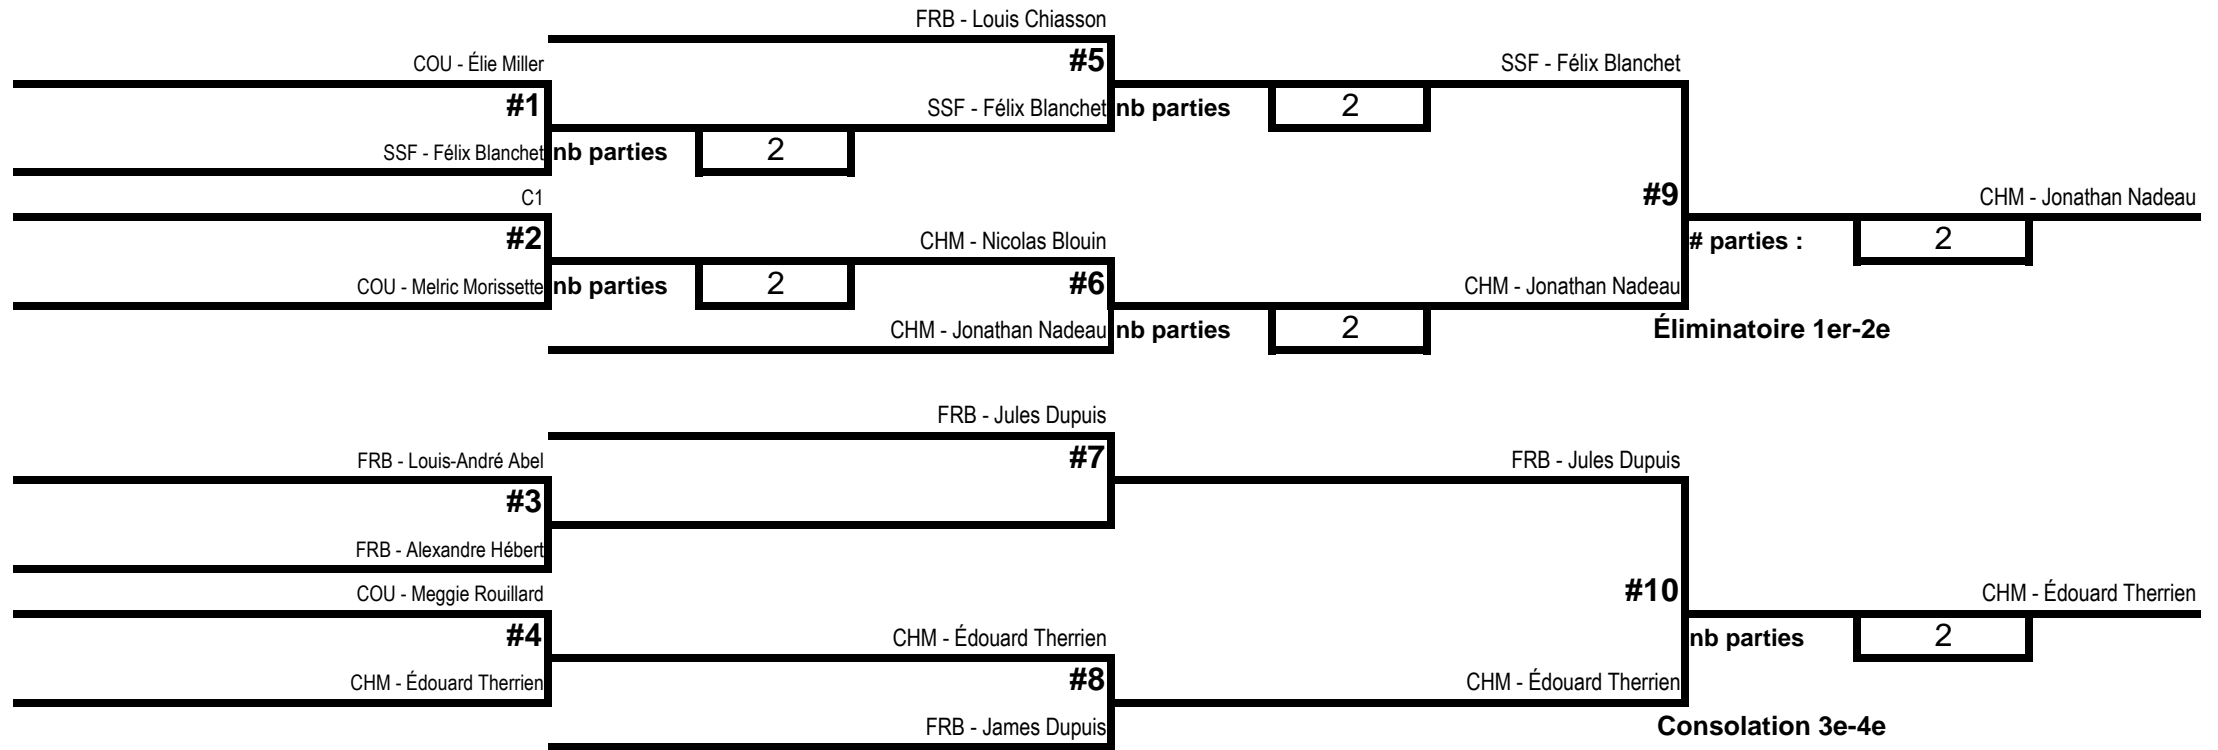 FRB - Louis Chiasson
COU - Élie Miller
#5
SSF - Félix Blanchet
#1
SSF - Félix Blanchet
nb parties
2
SSF - Félix Blanchet
nb parties
2
C1
#9
CHM - Jonathan Nadeau
#2
CHM - Nicolas Blouin
# parties :
2
COU - Melric Morissette
nb parties
2
#6
CHM - Jonathan Nadeau
CHM - Jonathan Nadeau
nb parties
2
Éliminatoire 1er-2e
FRB - Jules Dupuis
FRB - Louis-André Abel
#7
FRB - Jules Dupuis
#3
FRB - Alexandre Hébert
COU - Meggie Rouillard
#10
CHM - Édouard Therrien
#4
CHM - Édouard Therrien
nb parties
2
CHM - Édouard Therrien
#8
CHM - Édouard Therrien
FRB - James Dupuis
Consolation 3e-4e